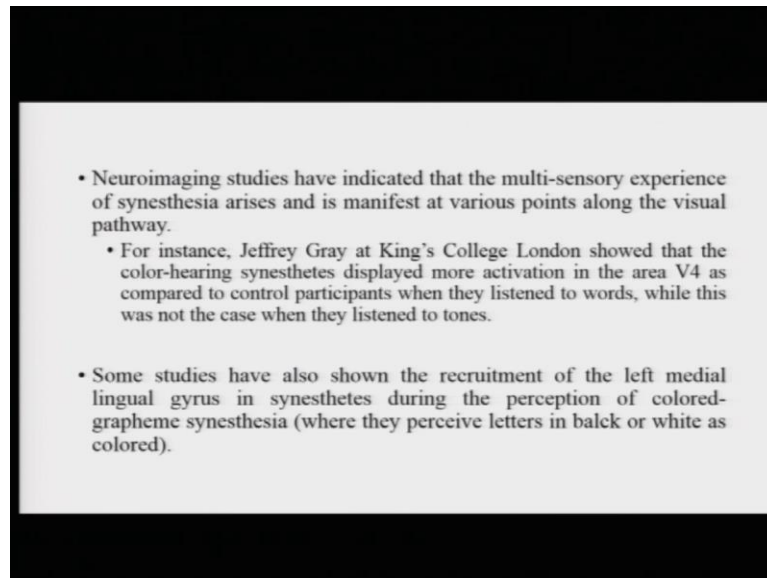 • Neuroimaging studies have indicated that the multi-sensory experience
of synesthesia arises and is manifest at various points along the visual
pathway.
• For instance, Jeffrey Gray at King's College London showed that the
color-hearing synesthetes displayed more activation in the area V4 as
compared to control participants when they listened to words, while this
was not the case when they listened to tones.
• Some studies have also shown the recruitment of the left medial
lingual gyrus in synesthetes during the perception of colored-
grapheme synesthesia (where they perceive letters in balck or white as
colored).